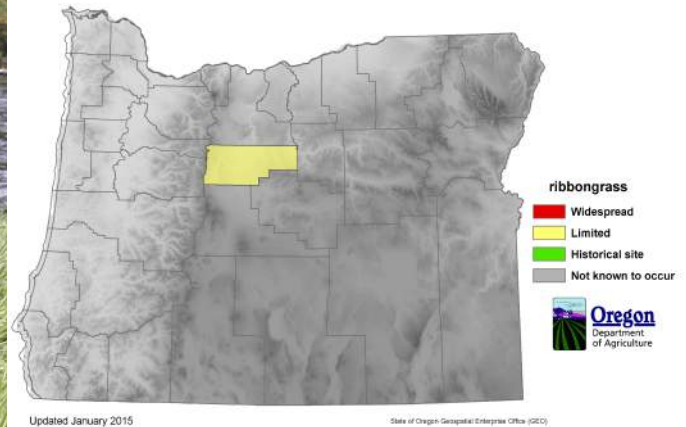 ribbongrass
Widespread
Limited
Historical site
Not known to occur
Oregon
Department
of Agriculture
Updated January 2015
State of Oregon Geospatial Enterprise Office (GEO)